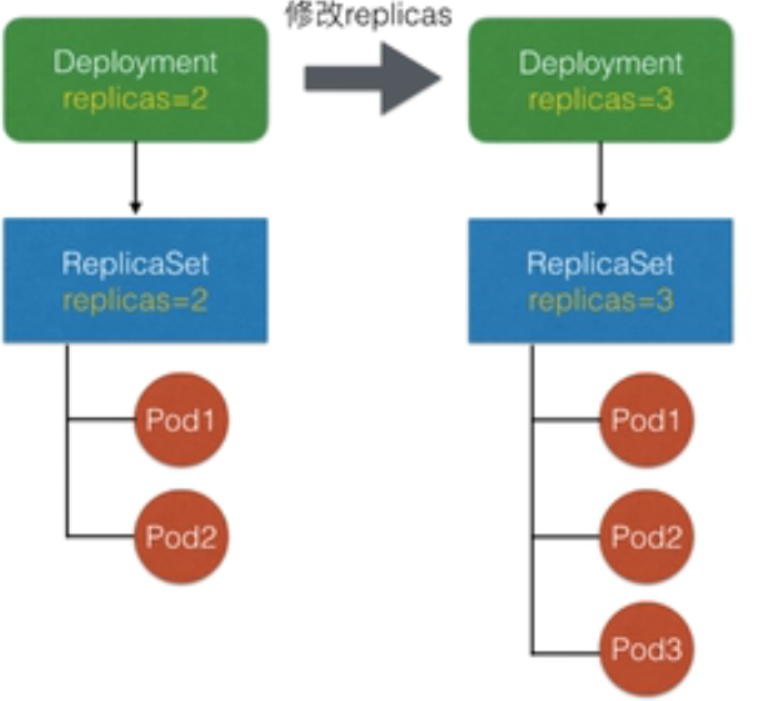 修改replicas
Deployment
replicas=2
Deployment
replicas=3
ReplicaSet
replicas=2
ReplicaSet
replicas=3
Pod1
Pod1
Pod2
Pod2
Pod3